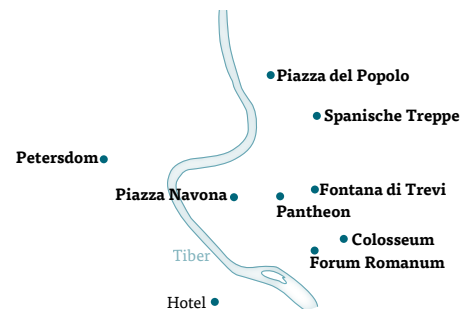 Piazza del Popolo
Spanische Treppe
Petersdom
Piazza Navona
Fontana di Trevi
Pantheon
Colosseum
Tiber
Forum Romanum
Hotel